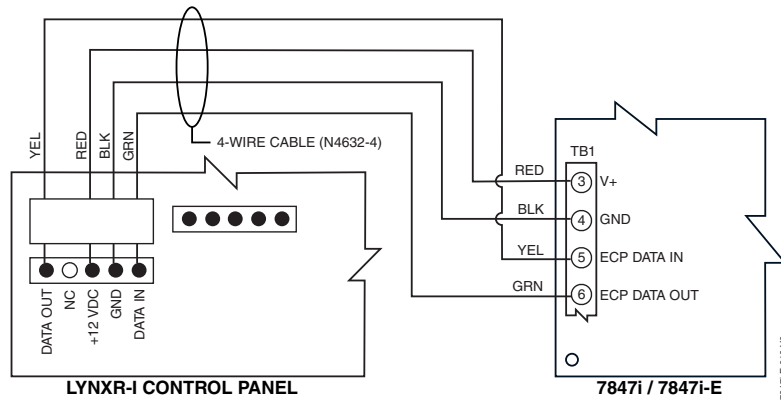 YEL
RED
BLK
GRN
4-WIRE CABLE (N4632-4)
DATA OUT
NC
+12 VDC
GND
DATA IN
LYNXR-I CONTROL PANEL
TB1
RED
3
V+
BLK
4
GND
YEL
5
ECP DATA IN
GRN
6
ECP DATA OUT
7847i / 7847i-E